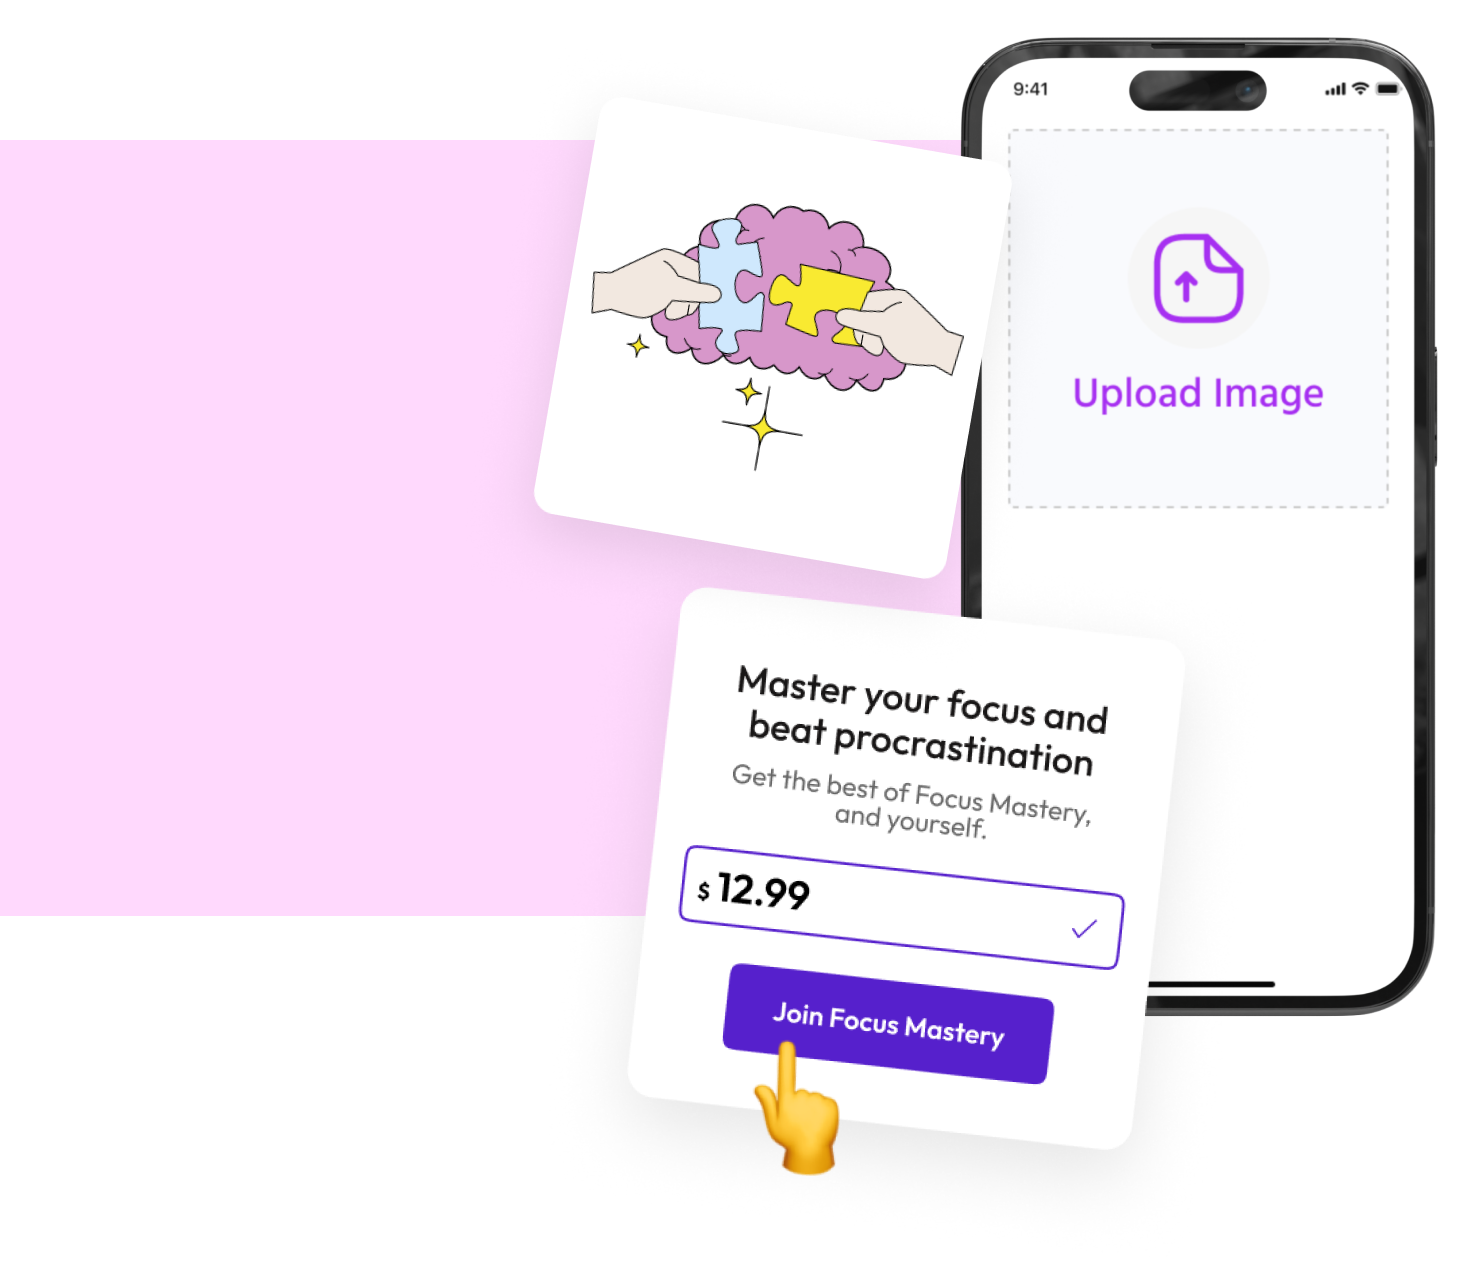 9:41
Upload Image
Master your focus and
beat procrastination
Get the best of Focus Mastery,
and yourself.
$ 12.99
Join Focus Mastery